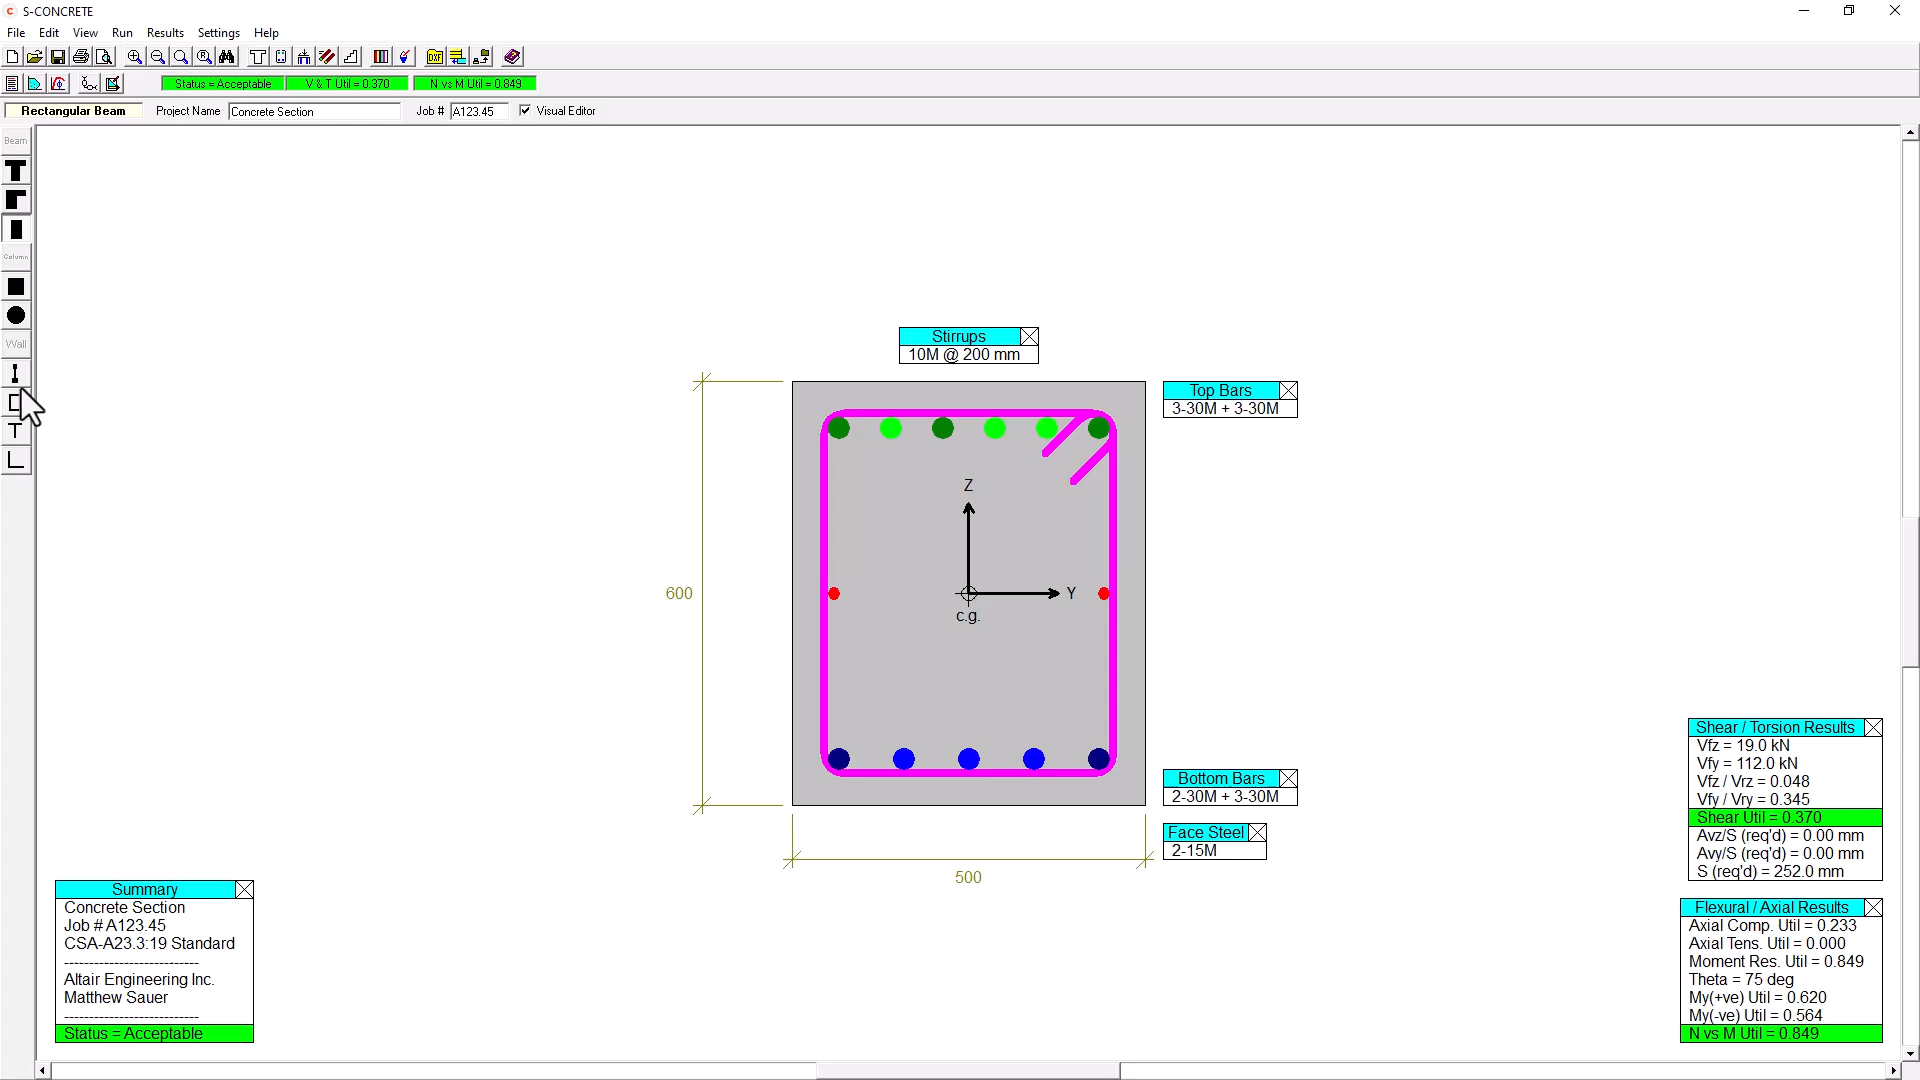 S-CONCRETE
File Edit View Run Results Settings Help
DXF
Status = Acceptable V & T Util = 0.370 N vs M Util = 0.849
Rectangular Beam Project Name Concrete Section Job # A123.45 Visual Editor
Beam
Column
Wall
Stirrups
10M @ 200 mm
Top Bars
3-30M + 3-30M
Z
Y
c.g.
600
500
Bottom Bars
2-30M + 3-30M
Face Steel
2-15M
Shear / Torsion Results
Vfz = 19.0 kN
Vfy = 112.0 kN
Vfz / Vrz = 0.048
Vfy / Vry = 0.345
Shear Util = 0.370
Avz/S (req'd) = 0.00 mm
Avy/S (req'd) = 0.00 mm
S (req'd) = 252.0 mm
Summary
Concrete Section
Job # A123.45
CSA-A23.3:19 Standard
---------------------------
Altair Engineering Inc.
Matthew Sauer
---------------------------
Status = Acceptable
Flexural / Axial Results
Axial Comp. Util = 0.233
Axial Tens. Util = 0.000
Moment Res. Util = 0.849
Theta = 75 deg
My(+ve) Util = 0.620
My(-ve) Util = 0.564
N vs M Util = 0.849